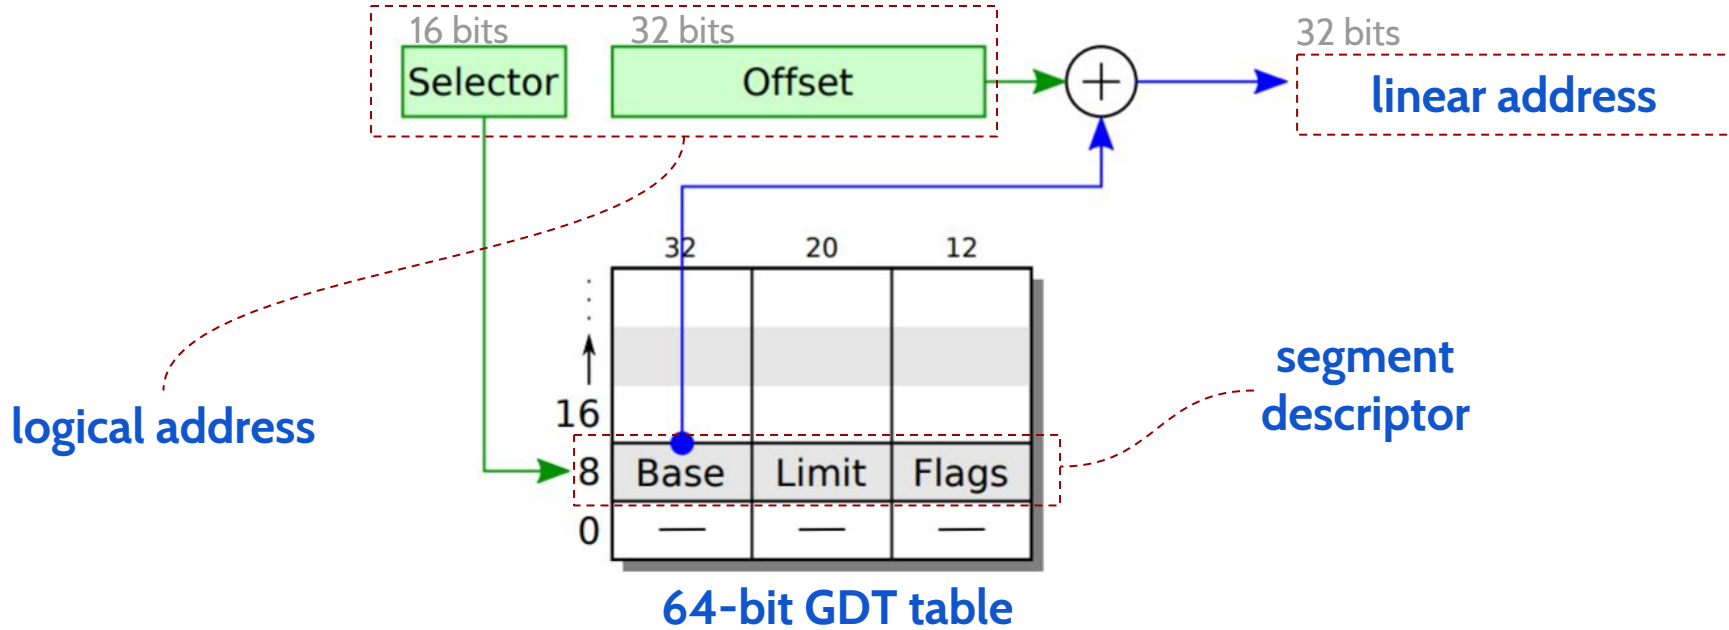 16 bits
32 bits
32 bits
Selector
Offset
linear address
32
20
12
segment
descriptor
16
logical address
8
Base
Limit
Flags
0
64-bit GDT table